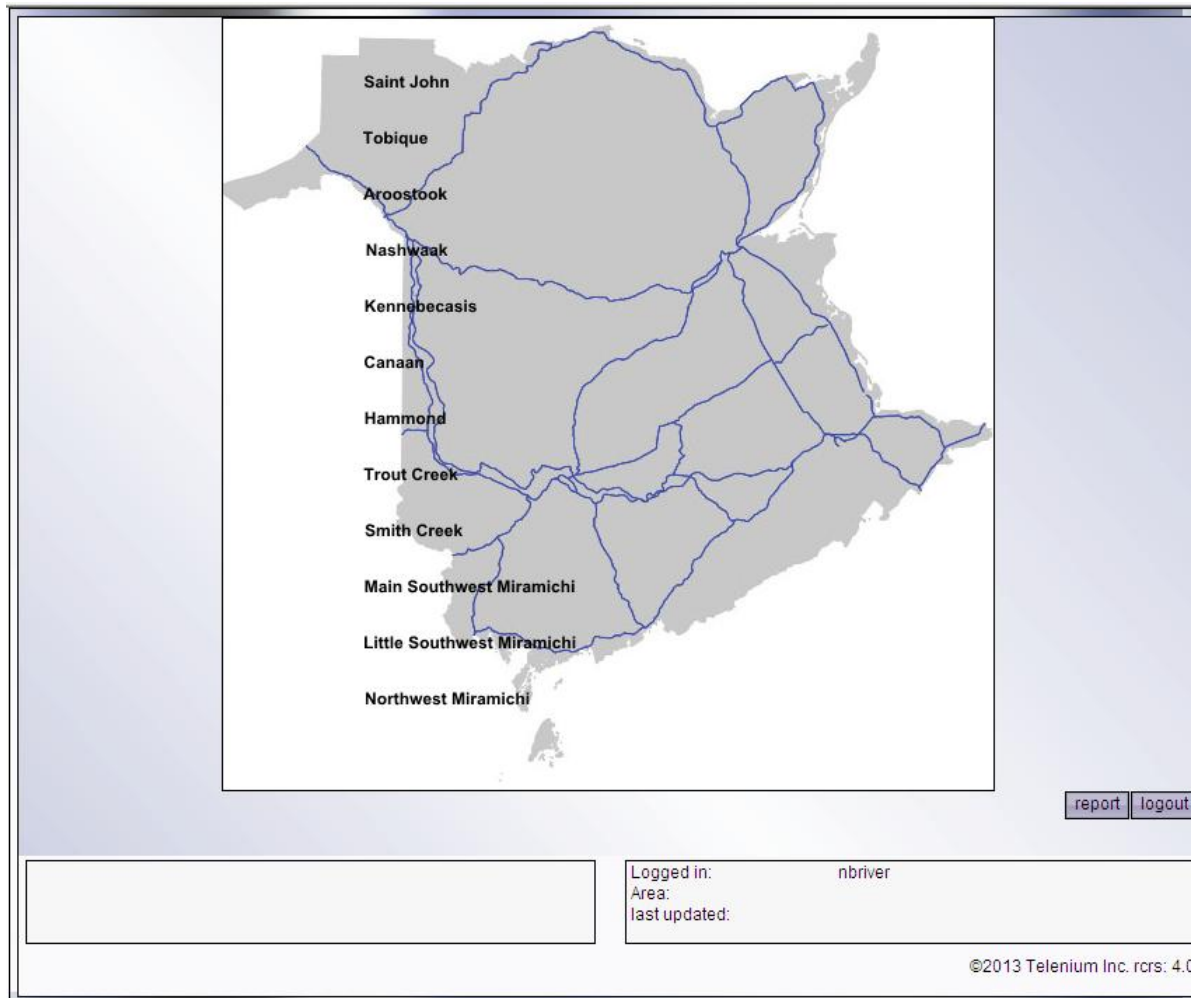 Saint John
Tobique
Aroostook
Nashwaak
Kennebecasis
Canaan
Hammond
Trout Creek
Smith Creek
Main Southwest Miramichi
Little Southwest Miramichi
Northwest Miramichi
report logout
Logged in: nbriver
Area:
last updated:
©2013 Telenium Inc. rcrs: 4.0